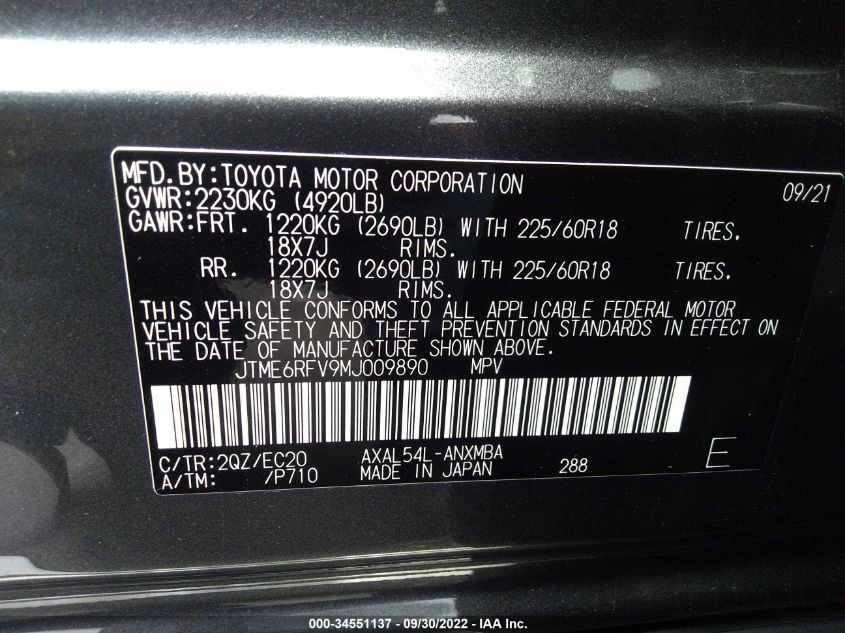 MFD.BY:TOYOTA MOTOR CORPORATION 09/21
GVWR:2230KG (4920LB)
GAWR:FRT. 1220KG (2690LB) WITH 225/60R18 TIRES.
18X7J RIMS.
RR. 1220KG (2690LB) WITH 225/60R18 TIRES.
18X7J RIMS.
THIS VEHICLE CONFORMS TO ALL APPLICABLE FEDERAL MOTOR
VEHICLE SAFETY AND THEFT PREVENTION STANDARDS IN EFFECT ON
THE DATE OF MANUFACTURE SHOWN ABOVE.
JTME6RFV9MJ009890 MPV
C/TR:2QZ/EC20 AXAL54L-ANXMBA
A/TM: /P710 MADE IN JAPAN 288 E
000-34551137 - 09/30/2022 - IAA Inc.